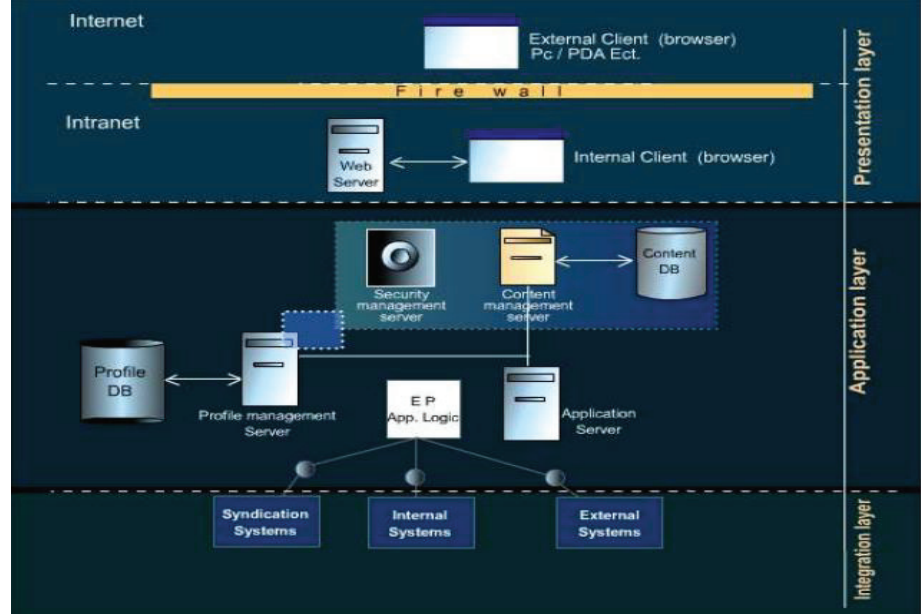 Internet
External Client (browser)
Pc / PDA Ect.
Fire wall
Intranet
Web
Server
Internal Client (browser)
Presentation layer
Security
management
server
Content
management
server
Content
DB
Profile
DB
Profile management
Server
E P
App. Logic
Application
Server
Application layer
Syndication
Systems
Internal
Systems
External
Systems
Integration layer